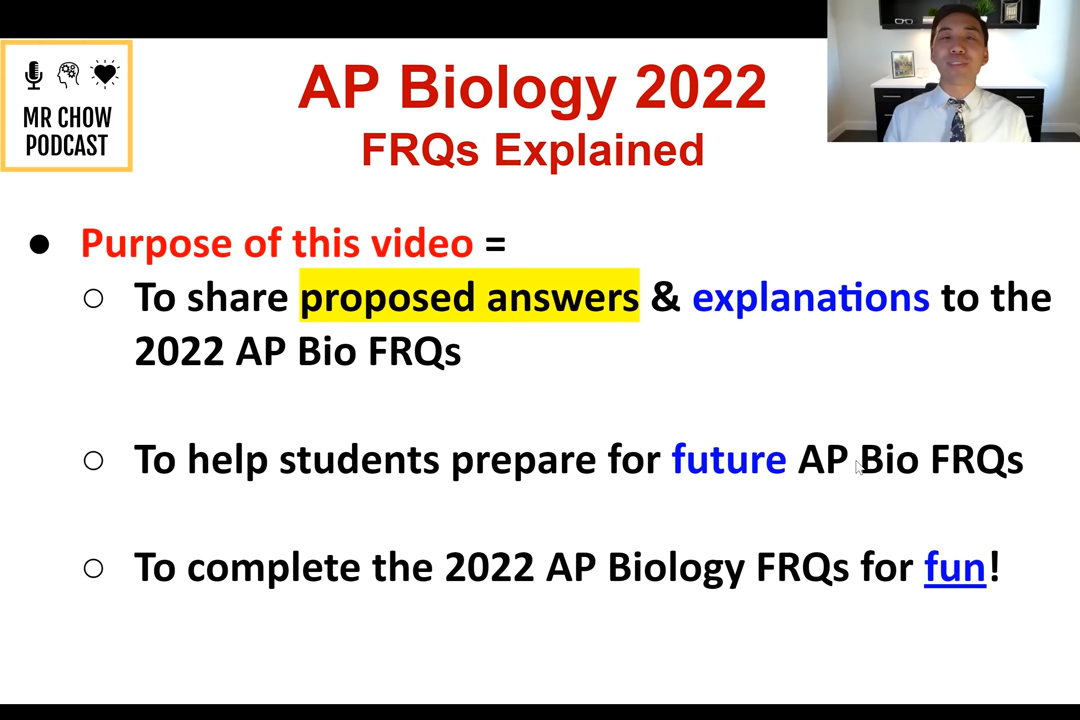 MR CHOW
PODCAST
AP Biology 2022
FRQs Explained
● Purpose of this video =
○ To share proposed answers & explanations to the
2022 AP Bio FRQs
○ To help students prepare for future AP Bio FRQs
○ To complete the 2022 AP Biology FRQs for fun!